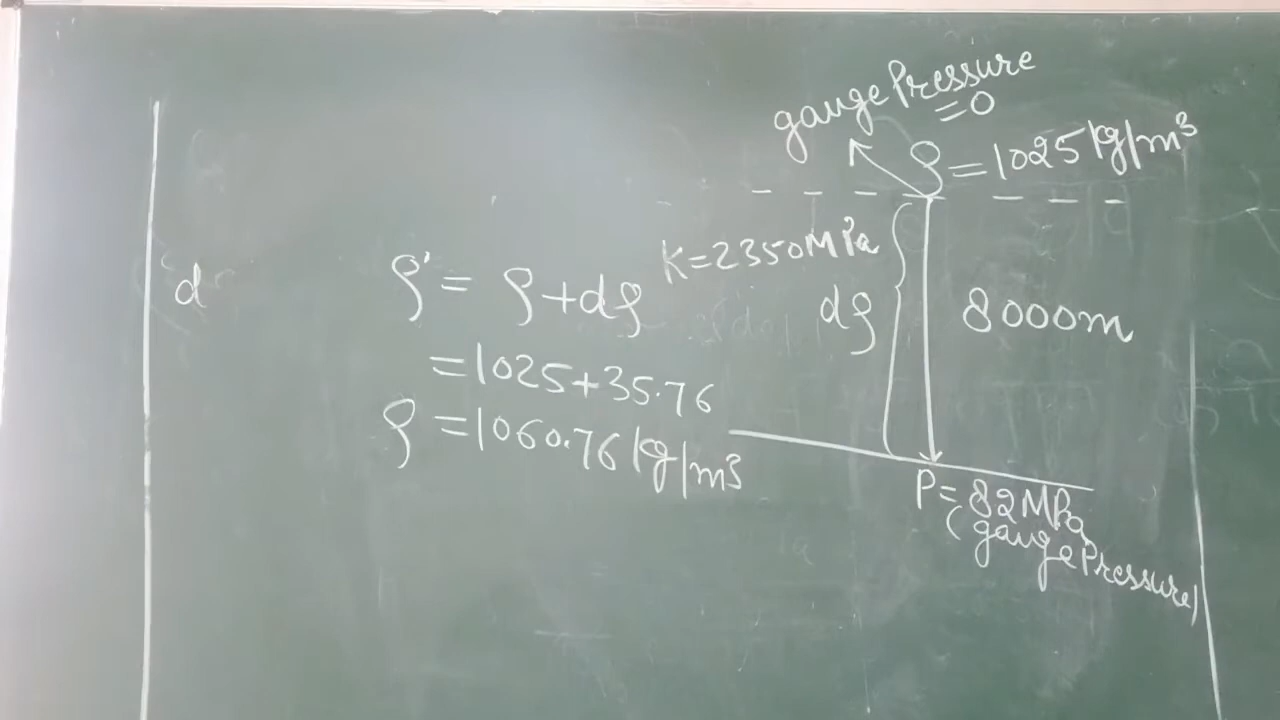 gauge Pressure
=0
ρ=1025 kg/m³
K=2350MPa
d
ρ' = ρ+dρ
dρ
8000m
=1025+35.76
ρ =1060.76 kg/m3
P= 82MPa
(gauge Pressure)